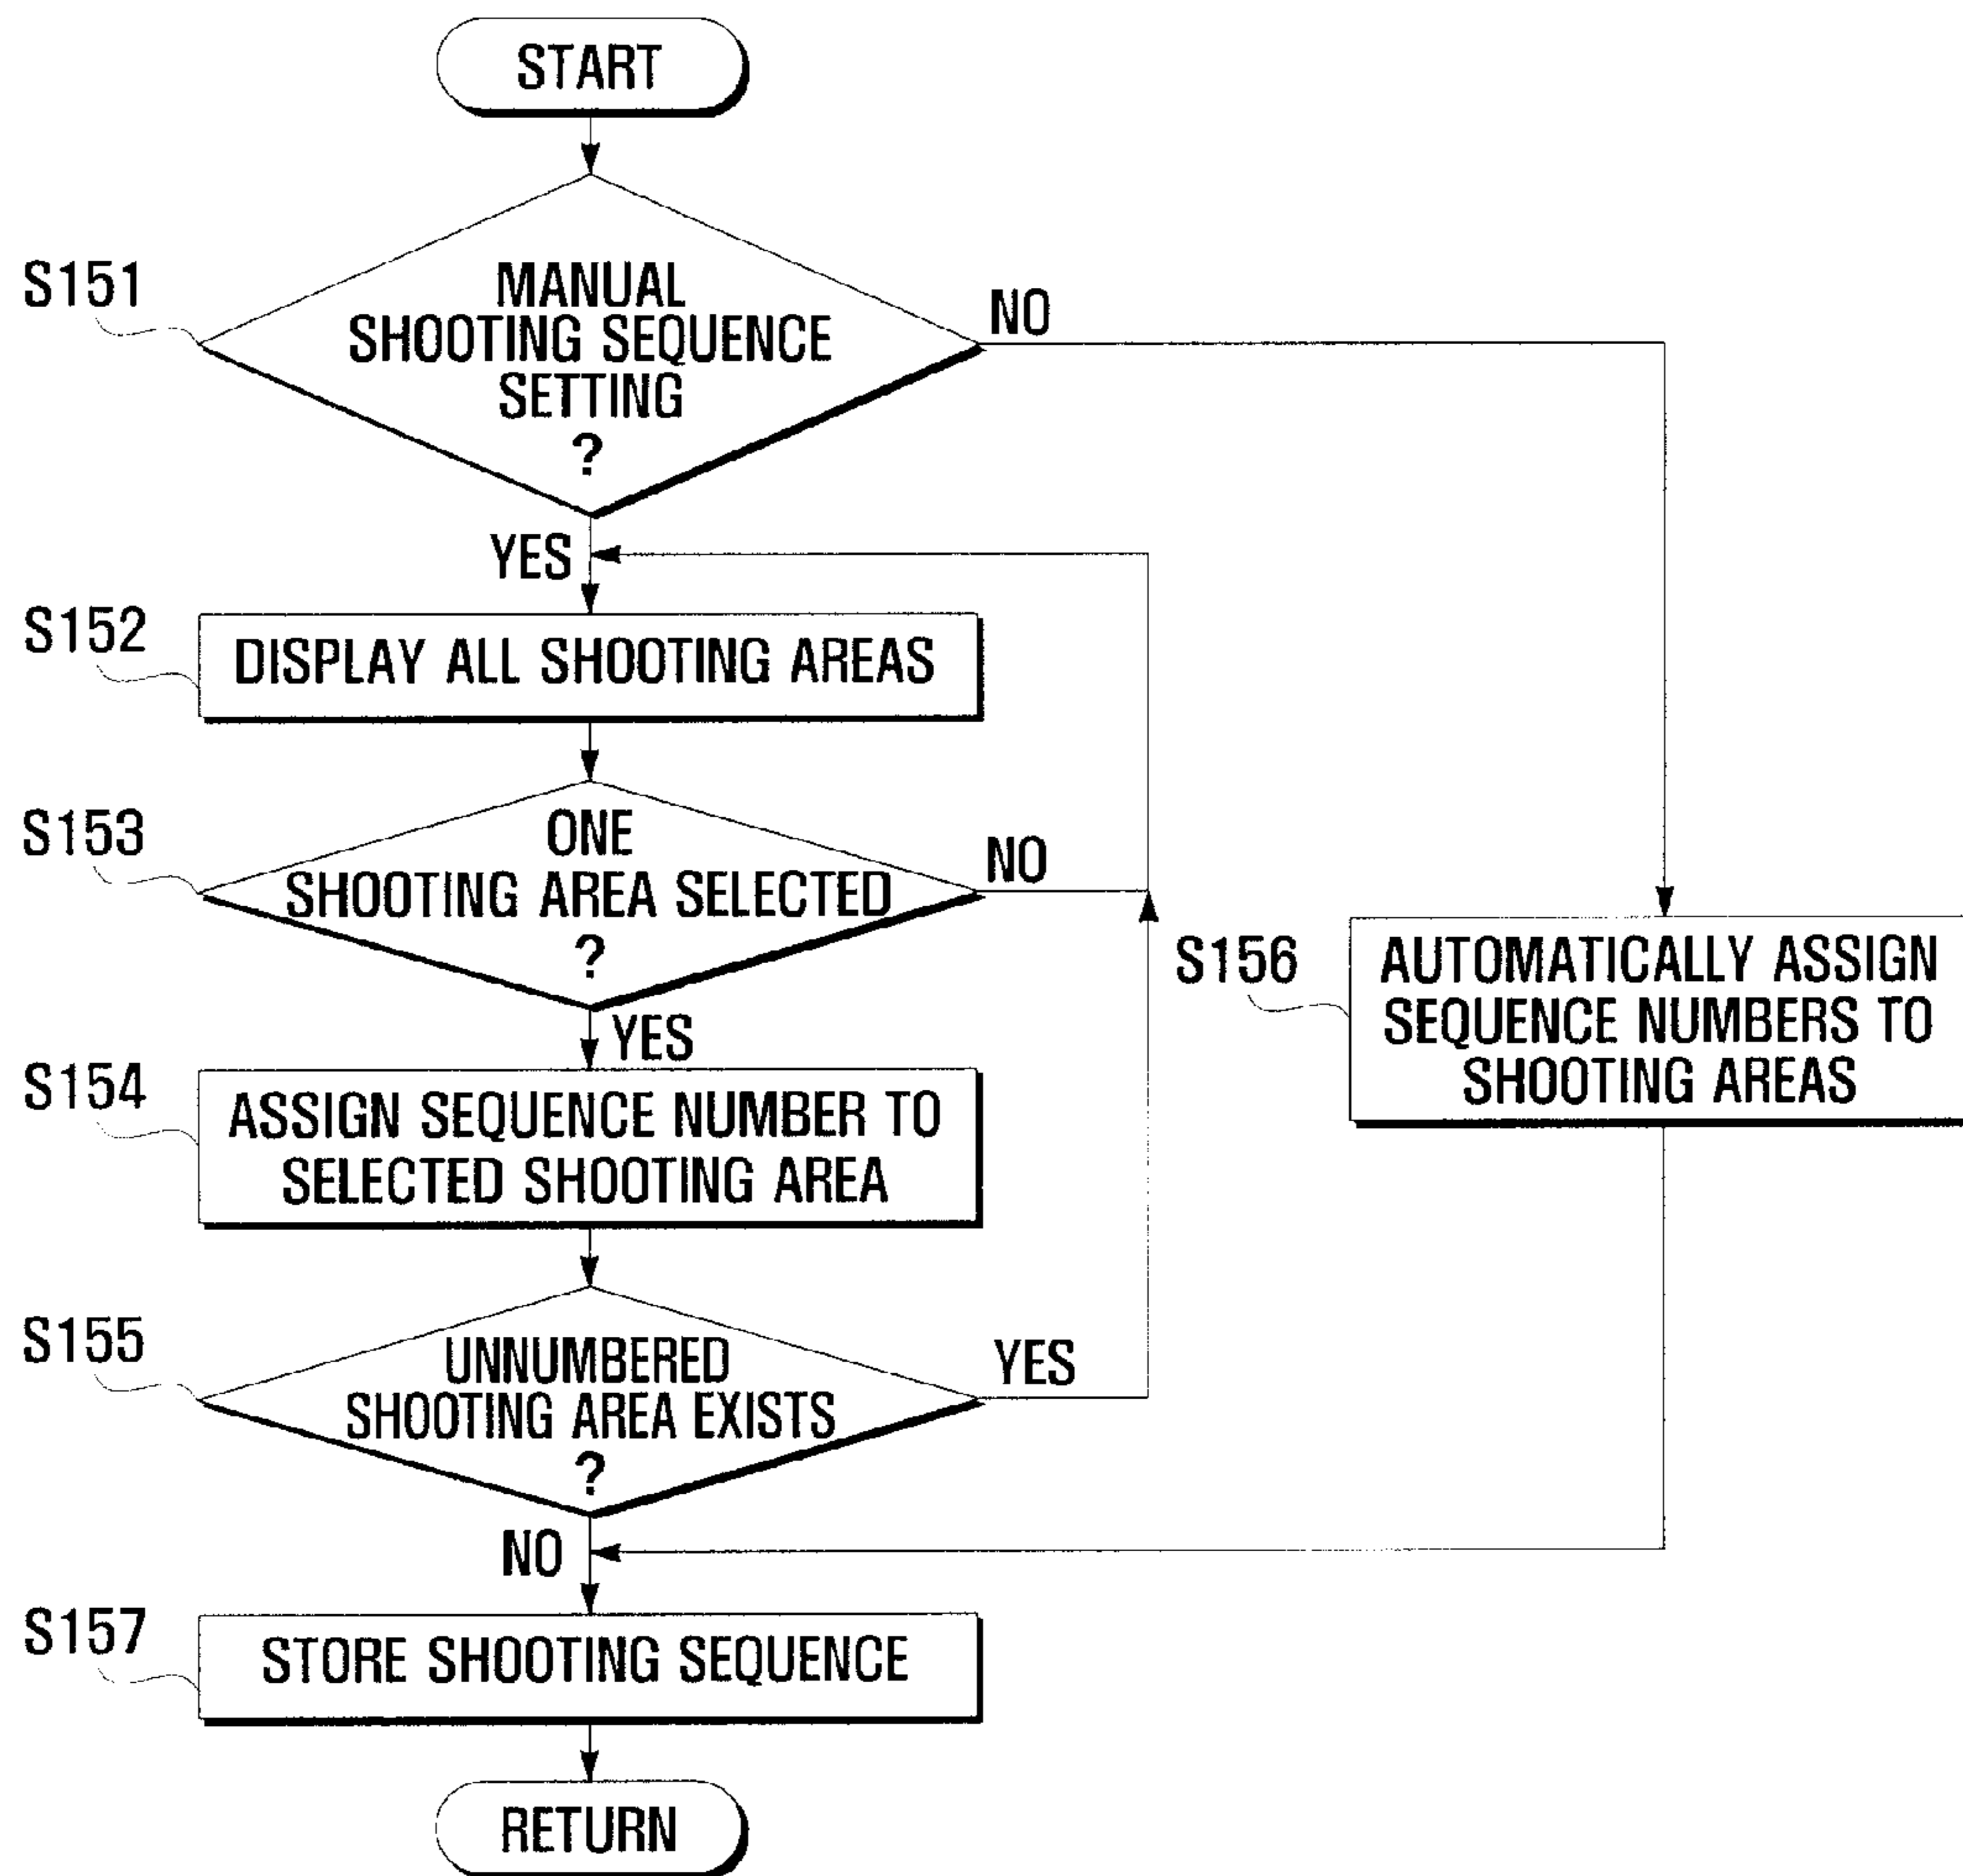 START
S151
MANUAL
SHOOTING SEQUENCE
SETTING
?
NO
YES
S152
DISPLAY ALL SHOOTING AREAS
S153
ONE
SHOOTING AREA SELECTED
?
NO
YES
S156
AUTOMATICALLY ASSIGN
SEQUENCE NUMBERS TO
SHOOTING AREAS
S154
ASSIGN SEQUENCE NUMBER TO
SELECTED SHOOTING AREA
S155
UNNUMBERED
SHOOTING AREA EXISTS
?
YES
NO
S157
STORE SHOOTING SEQUENCE
RETURN